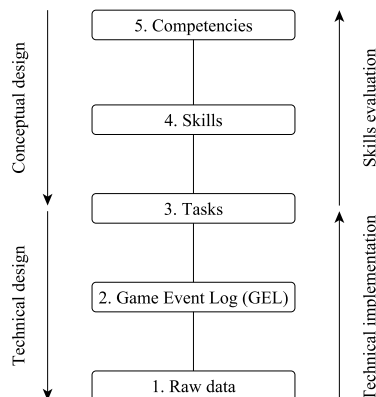 5. Competencies
Conceptual design
Skills evaluation
4. Skills
3. Tasks
Technical design
Technical implementation
2. Game Event Log (GEL)
1. Raw data